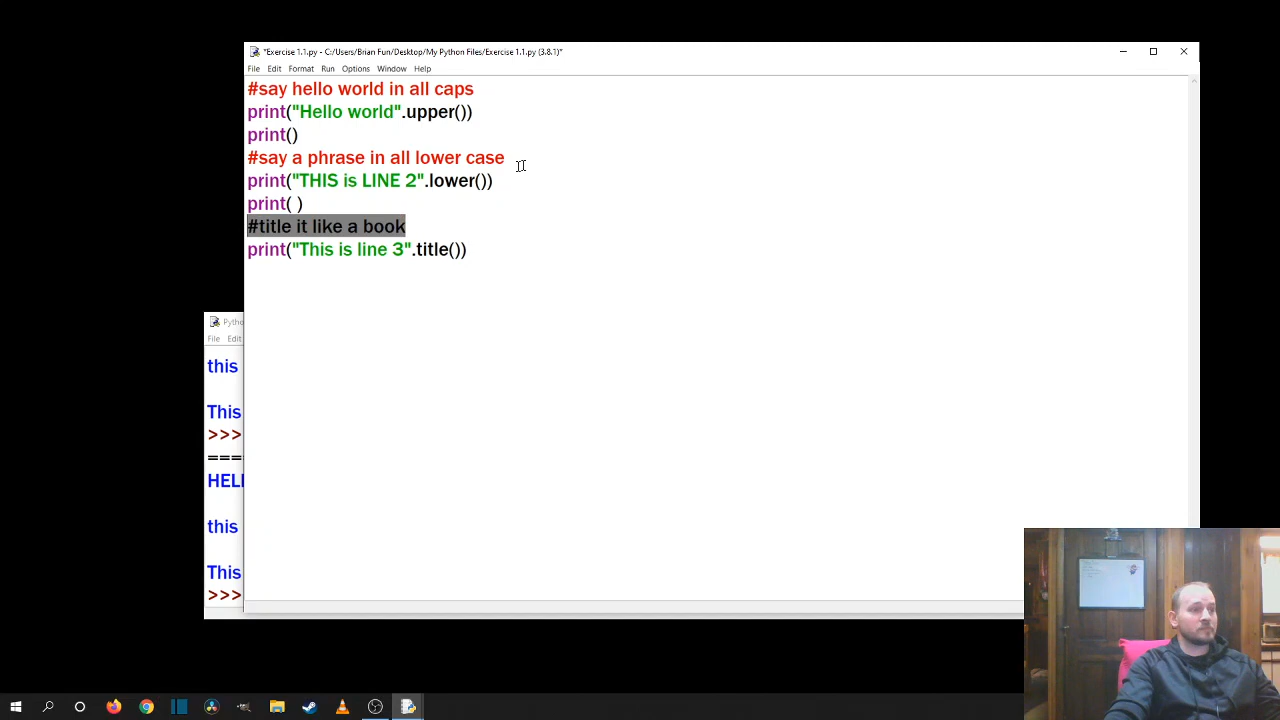 *Exercise 1.1.py - C:/Users/Brian Fun/Desktop/My Python Files/Exercise 1.1.py (3.8.1)*
File Edit Format Run Options Window Help
#say hello world in all caps
print("Hello world".upper())
print()
#say a phrase in all lower case
print("THIS is LINE 2".lower())
print( )
#title it like a book
print("This is line 3".title())
File Edit
this
This
>>>
====
this
This
>>>